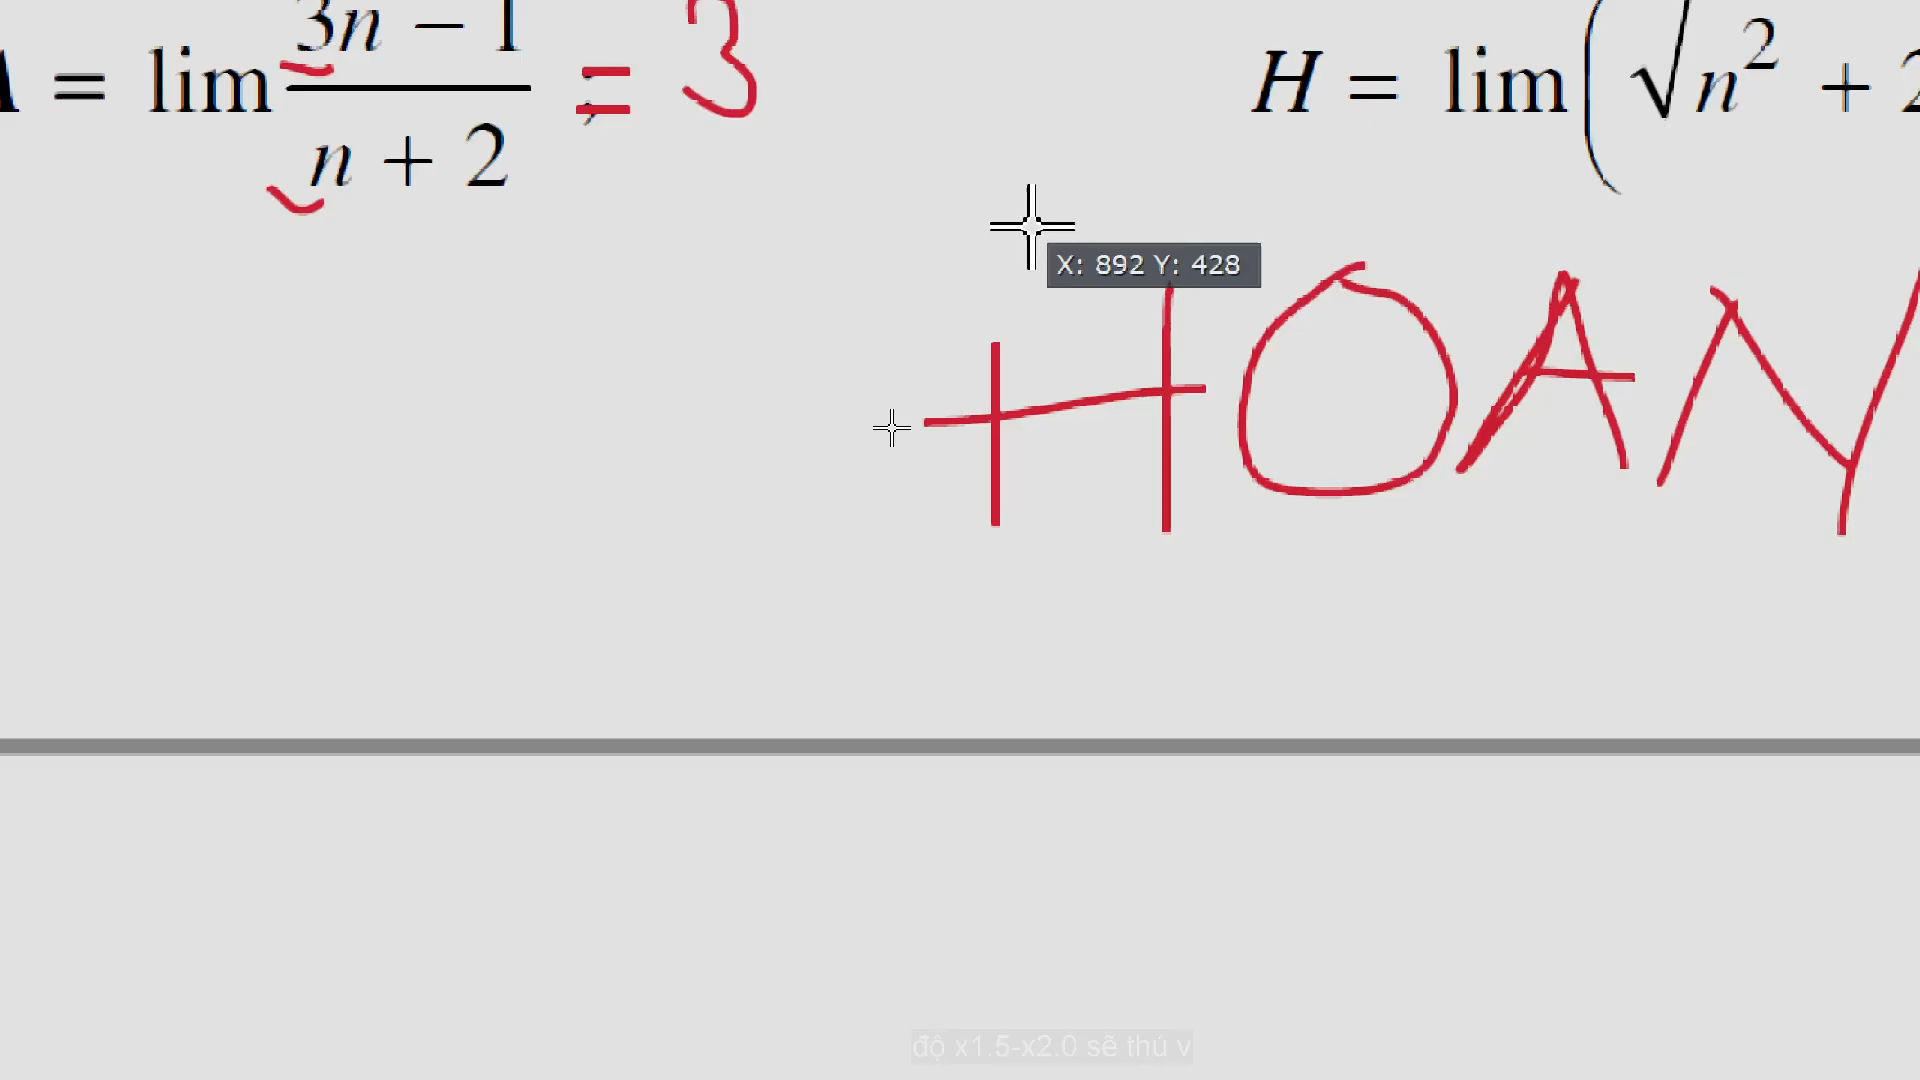 = lim (3n − 1)/(n + 2) = 3
H = lim(√n² + 2
X: 892 Y: 428
HOAN
độ x1.5-x2.0 sẽ thú v